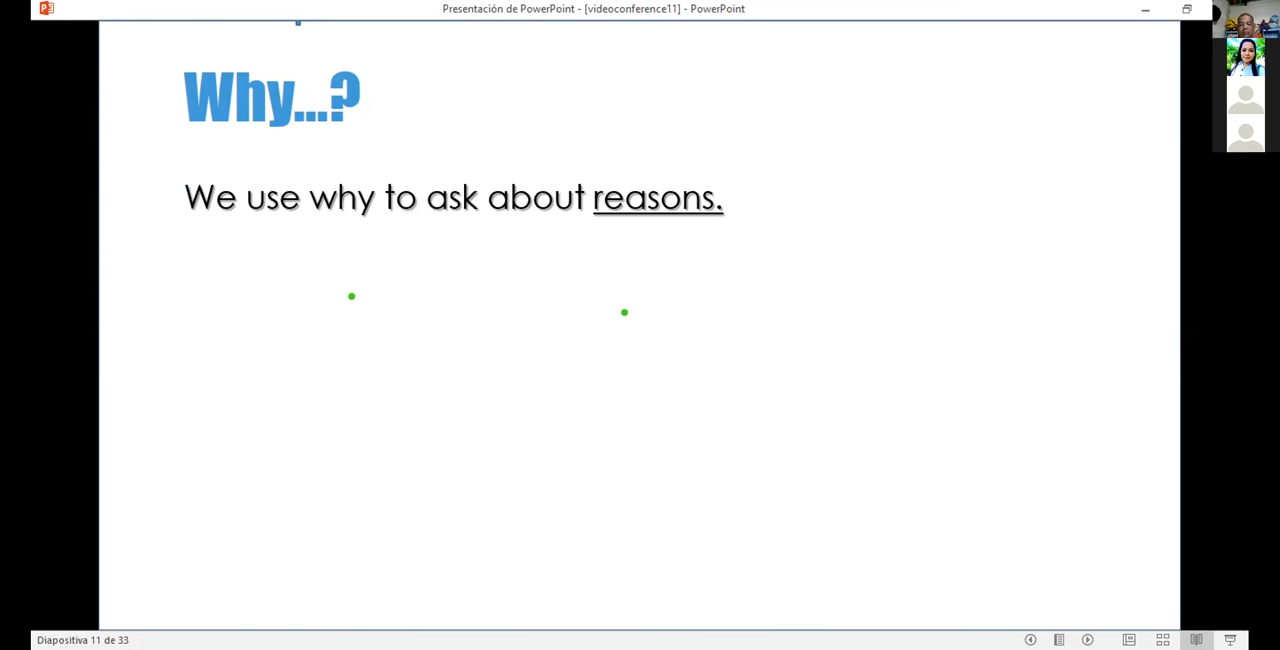 Presentación de PowerPoint - [videoconference11] - PowerPoint
Why...?
We use why to ask about reasons.
Diapositiva 11 de 33